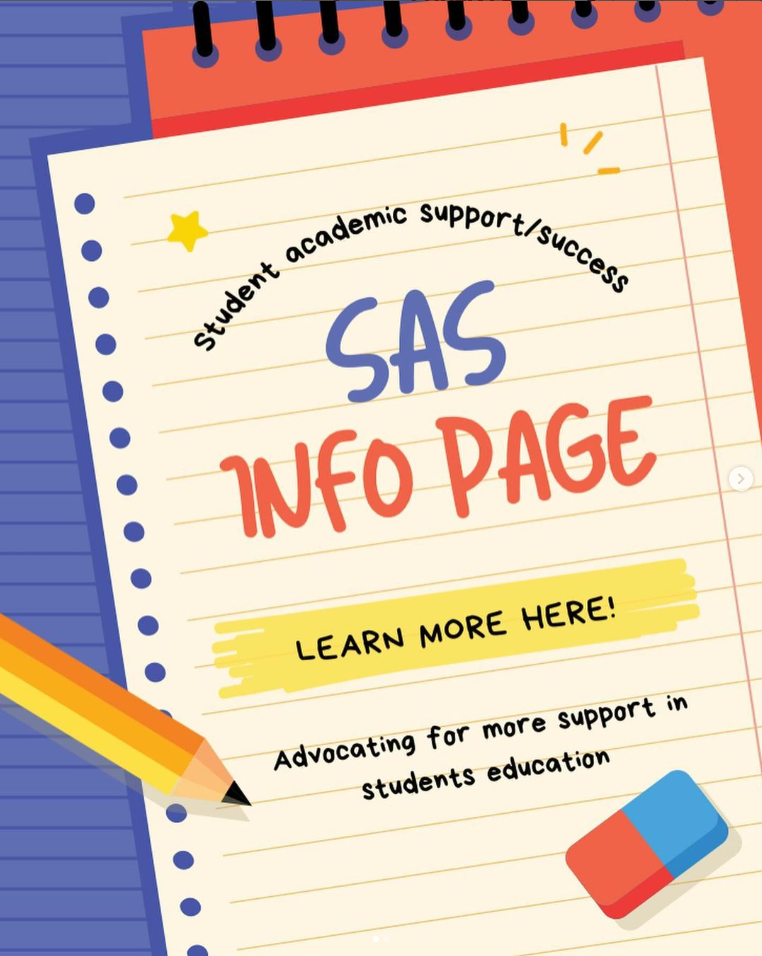 Student academic support/success
SAS
INFO PAGE
LEARN MORE HERE!
Advocating for more support in
students education